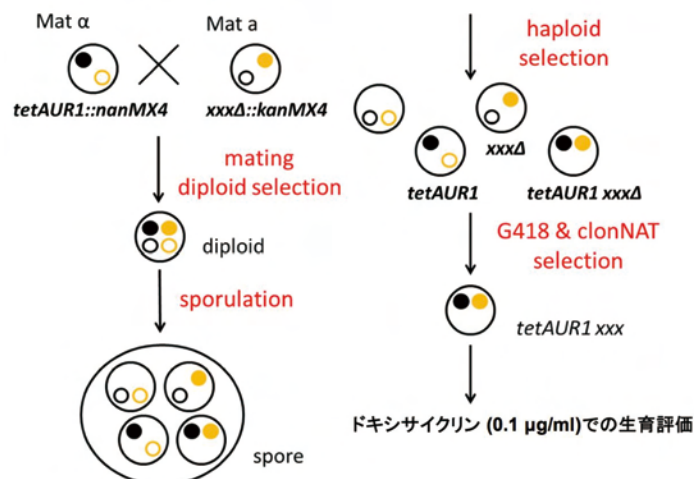 Mat α
Mat a
tetAUR1::nanMX4
xxxΔ::kanMX4
mating
diploid selection
diploid
sporulation
spore
haploid
selection
xxxΔ
tetAUR1
tetAUR1 xxxΔ
G418 & clonNAT
selection
tetAUR1 xxx
ドキシサイクリン (0.1 μg/ml)での生育評価